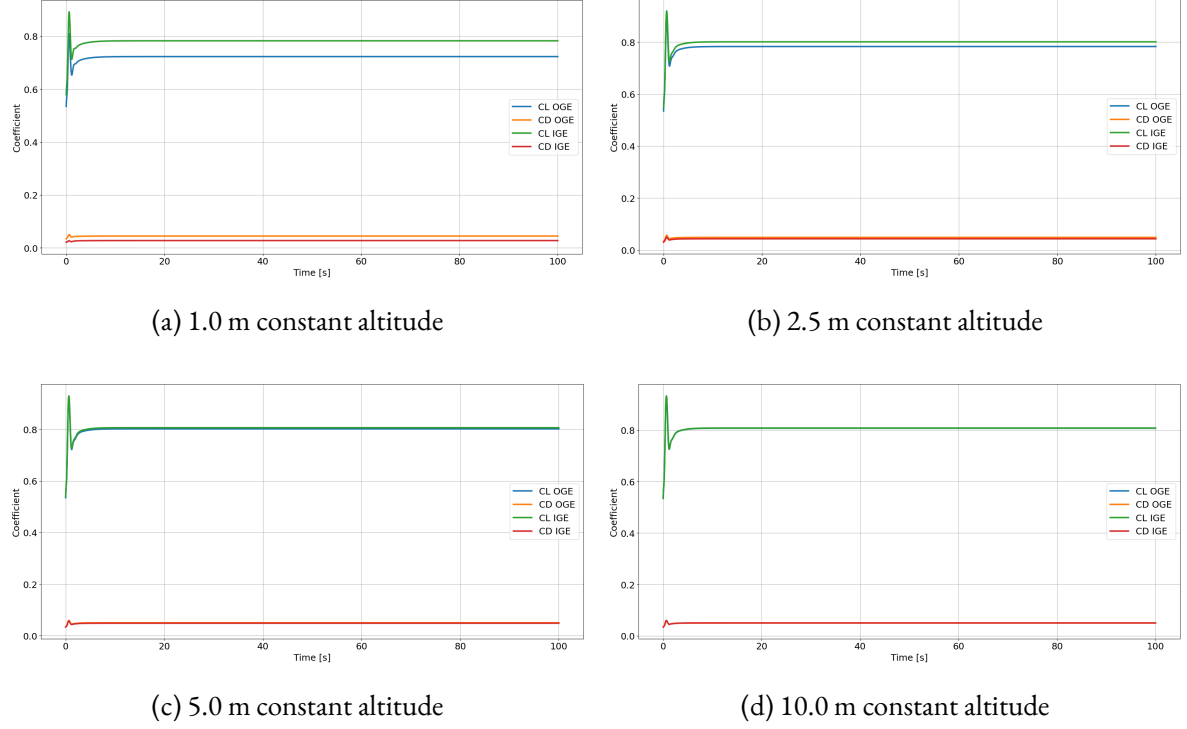 0.8
0.6
0.4
0.2
0.0
Coefficient
CL OGE
CD OGE
CL IGE
CD IGE
0 20 40 60 80 100
Time [s]
(a) 1.0 m constant altitude
0.8
0.6
0.4
0.2
0.0
Coefficient
CL OGE
CD OGE
CL IGE
CD IGE
0 20 40 60 80 100
Time [s]
(b) 2.5 m constant altitude
0.8
0.6
0.4
0.2
0.0
Coefficient
CL OGE
CD OGE
CL IGE
CD IGE
0 20 40 60 80 100
Time [s]
(c) 5.0 m constant altitude
0.8
0.6
0.4
0.2
0.0
Coefficient
CL OGE
CD OGE
CL IGE
CD IGE
0 20 40 60 80 100
Time [s]
(d) 10.0 m constant altitude